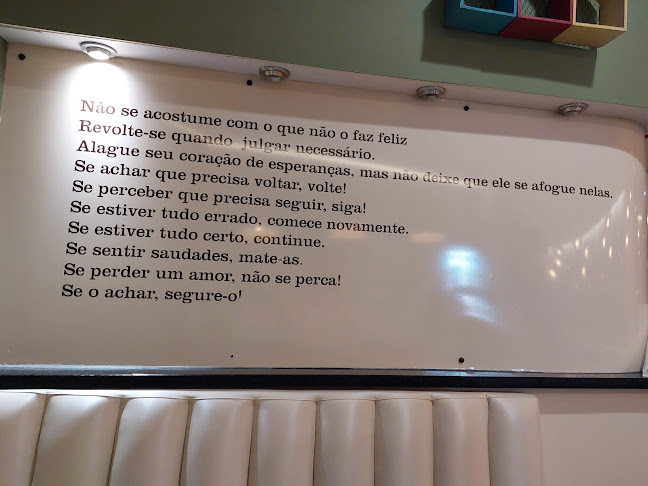 Não se acostume com o que não o faz feliz
Revolte-se quando julgar necessário.
Alague seu coração de esperanças, mas não deixe que ele se afogue nelas.
Se achar que precisa voltar, volte!
Se perceber que precisa seguir, siga!
Se estiver tudo errado, comece novamente.
Se estiver tudo certo, continue.
Se sentir saudades, mate-as.
Se perder um amor, não se perca!
Se o achar, segure-o!